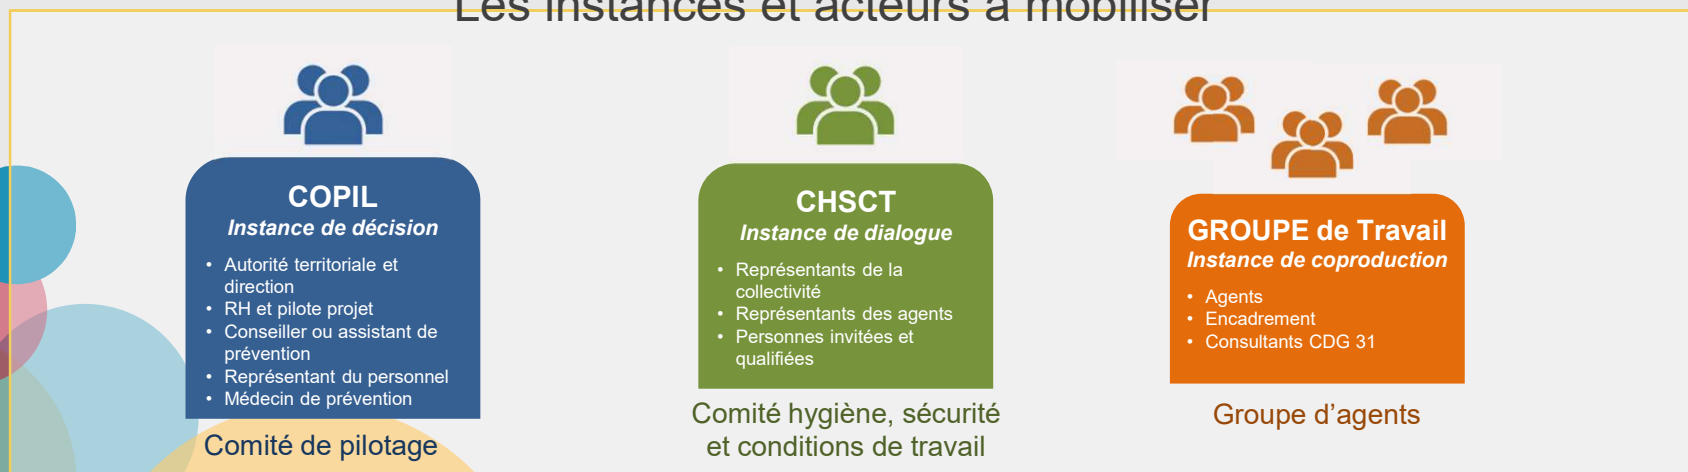 Les instances et acteurs à mobiliser
COPIL
Instance de décision
• Autorité territoriale et
direction
• RH et pilote projet
• Conseiller ou assistant de
prévention
• Représentant du personnel
• Médecin de prévention
Comité de pilotage
CHSCT
Instance de dialogue
• Représentants de la
collectivité
• Représentants des agents
• Personnes invitées et
qualifiées
Comité hygiène, sécurité
et conditions de travail
GROUPE de Travail
Instance de coproduction
• Agents
• Encadrement
• Consultants CDG 31
Groupe d’agents